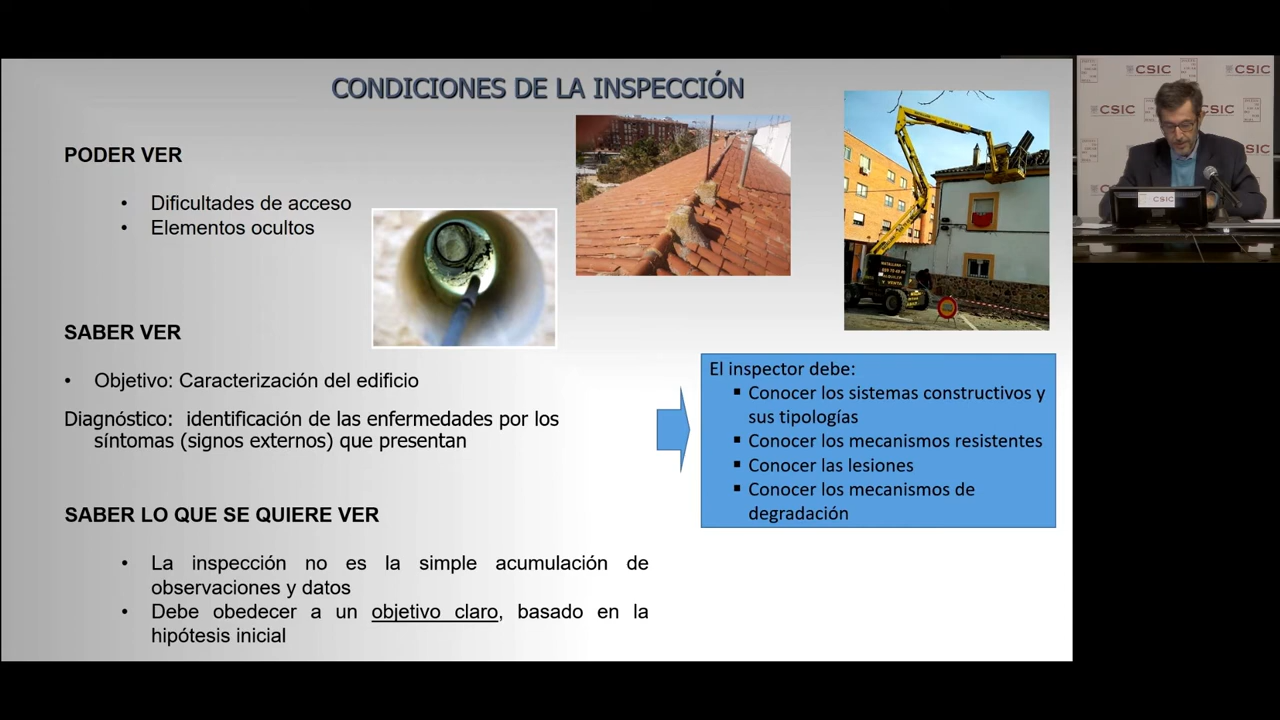 CONDICIONES DE LA INSPECCIÓN
PODER VER
• Dificultades de acceso
• Elementos ocultos
SABER VER
• Objetivo: Caracterización del edificio
Diagnóstico: identificación de las enfermedades por los
síntomas (signos externos) que presentan
El inspector debe:
▪ Conocer los sistemas constructivos y
sus tipologías
▪ Conocer los mecanismos resistentes
▪ Conocer las lesiones
▪ Conocer los mecanismos de
degradación
SABER LO QUE SE QUIERE VER
• La inspección no es la simple acumulación de
observaciones y datos
• Debe obedecer a un objetivo claro, basado en la
hipótesis inicial
CSIC
CSIC
CSIC
CSIC
CSIC